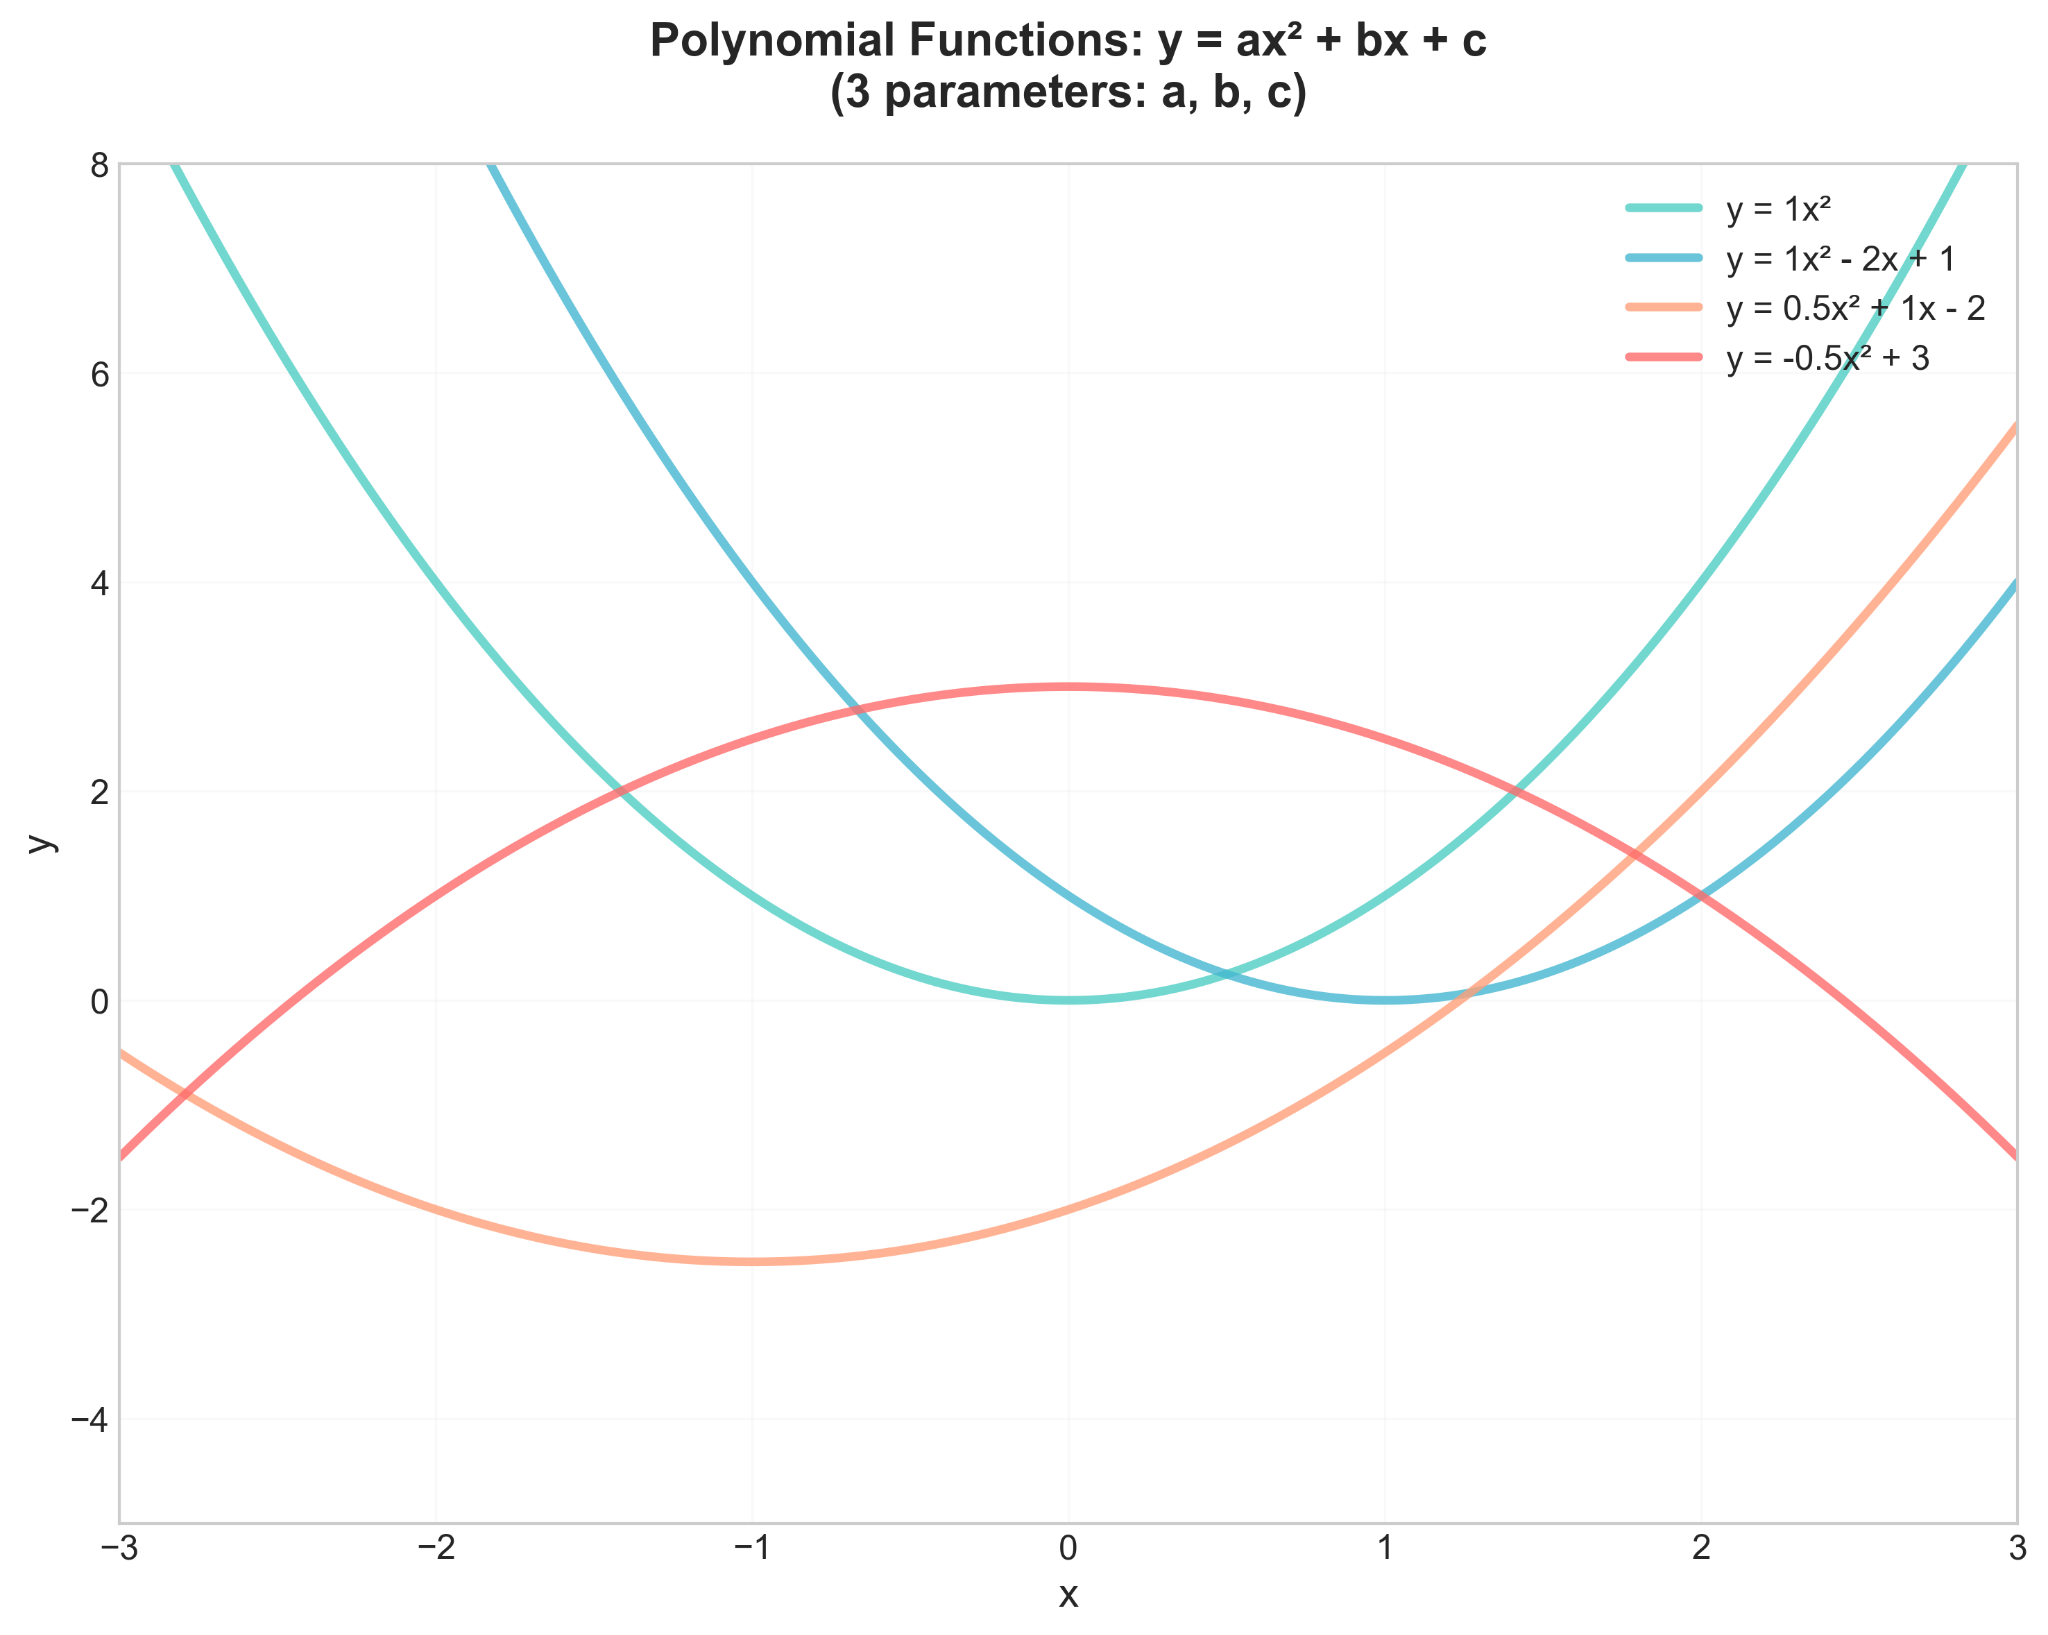 Polynomial Functions: y = ax² + bx + c
(3 parameters: a, b, c)
8
6
4
2
0
−2
−4
y
y = 1x²
y = 1x² - 2x + 1
y = 0.5x² + 1x - 2
y = -0.5x² + 3
−3 −2 −1 0 1 2 3
x